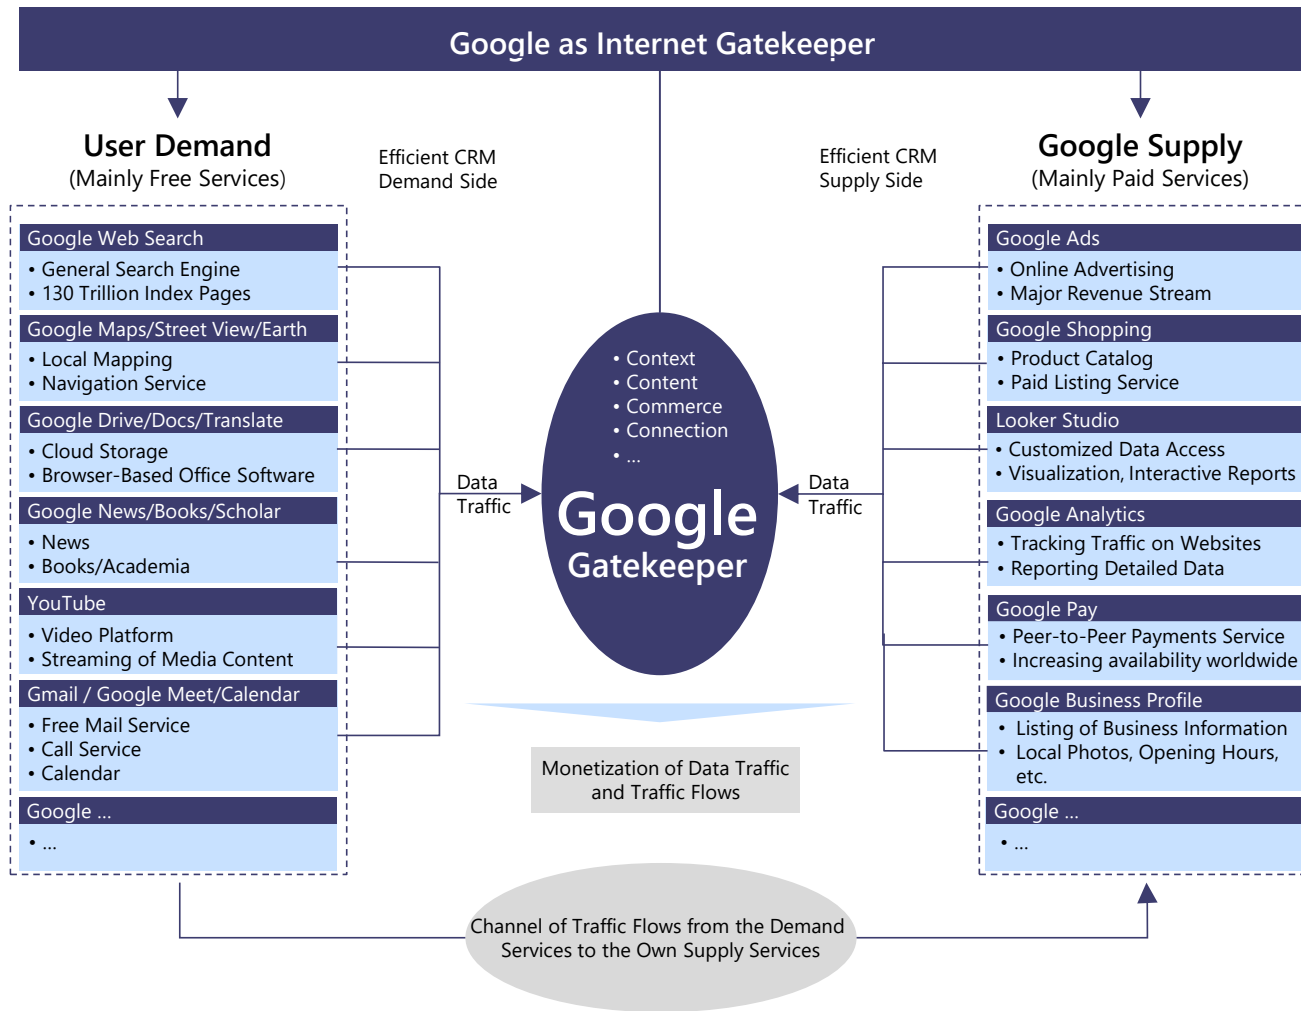 Google as Internet Gatekeeper
User Demand
(Mainly Free Services)
Efficient CRM
Demand Side
Efficient CRM
Supply Side
Google Supply
(Mainly Paid Services)
Google Web Search
• General Search Engine
• 130 Trillion Index Pages
Google Maps/Street View/Earth
• Local Mapping
• Navigation Service
Google Drive/Docs/Translate
• Cloud Storage
• Browser-Based Office Software
Google News/Books/Scholar
• News
• Books/Academia
YouTube
• Video Platform
• Streaming of Media Content
Gmail / Google Meet/Calendar
• Free Mail Service
• Call Service
• Calendar
Google ...
• ...
Data
Traffic
• Context
• Content
• Commerce
• Connection
• ...
Google
Gatekeeper
Data
Traffic
Monetization of Data Traffic
and Traffic Flows
Google Ads
• Online Advertising
• Major Revenue Stream
Google Shopping
• Product Catalog
• Paid Listing Service
Looker Studio
• Customized Data Access
• Visualization, Interactive Reports
Google Analytics
• Tracking Traffic on Websites
• Reporting Detailed Data
Google Pay
• Peer-to-Peer Payments Service
• Increasing availability worldwide
Google Business Profile
• Listing of Business Information
• Local Photos, Opening Hours,
etc.
Google ...
• ...
Channel of Traffic Flows from the Demand
Services to the Own Supply Services